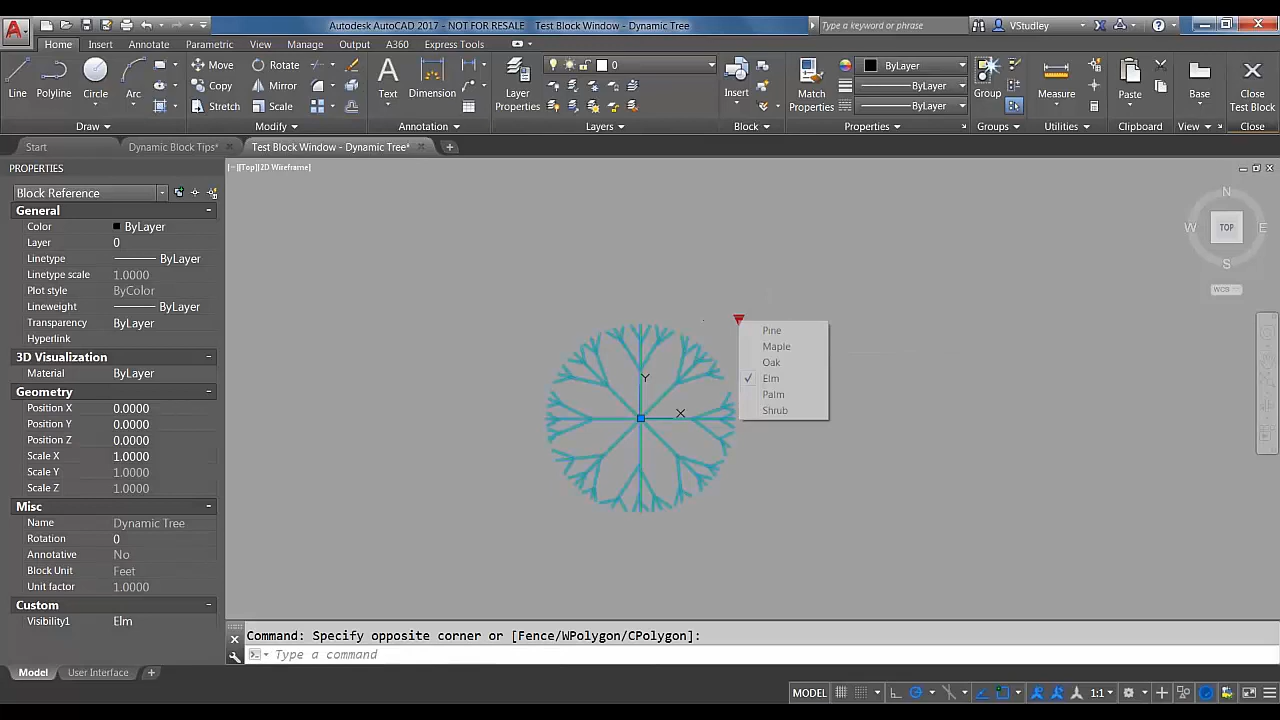 Autodesk AutoCAD 2017 - NOT FOR RESALE Test Block Window - Dynamic Tree
Type a keyword or phrase
VStudley
Home Insert Annotate Parametric View Manage Output A360 Express Tools
Line
Polyline
Circle
Arc
Move
Rotate
Copy
Mirror
Stretch
Scale
Text
Dimension
Layer
Properties
0
Insert
Match
Properties
ByLayer
ByLayer
ByLayer
Group
Measure
Paste
Base
Close
Test Block
Draw
Modify
Annotation
Layers
Block
Properties
Groups
Utilities
Clipboard
View
Close
Start
Dynamic Block Tips*
Test Block Window - Dynamic Tree*
PROPERTIES
[−][Top][2D Wireframe]
Block Reference
General
Color ByLayer
Layer 0
Linetype ByLayer
Linetype scale 1.0000
Plot style ByColor
Lineweight ByLayer
Transparency ByLayer
Hyperlink
3D Visualization
Material ByLayer
Geometry
Position X 0.0000
Position Y 0.0000
Position Z 0.0000
Scale X 1.0000
Scale Y 1.0000
Scale Z 1.0000
Misc
Name Dynamic Tree
Rotation 0
Annotative No
Block Unit Feet
Unit factor 1.0000
Custom
Visibility1 Elm
Y
X
Pine
Maple
Oak
Elm
Palm
Shrub
N
W
TOP
E
S
WCS
Command: Specify opposite corner or [Fence/WPolygon/CPolygon]:
Type a command
Model
User Interface
MODEL
1:1